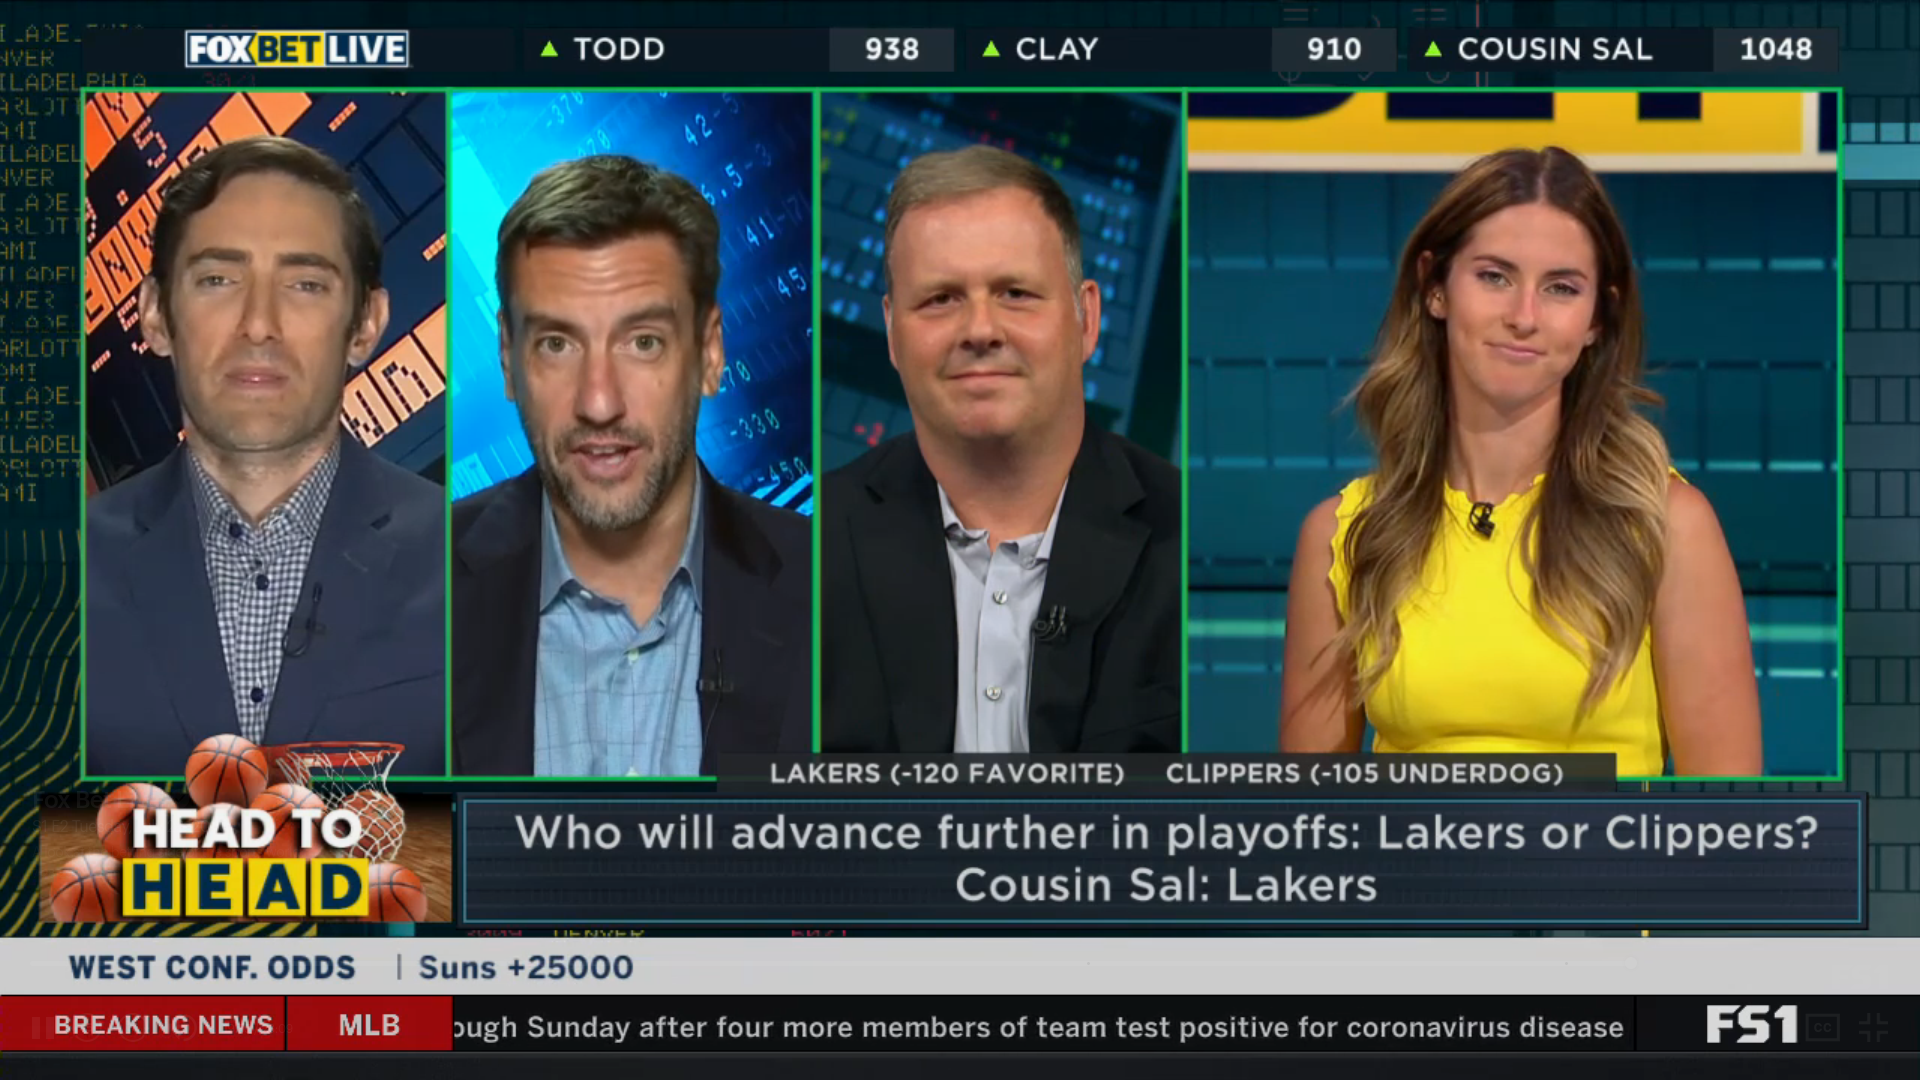 FOX BET LIVE
TODD 938 CLAY 910 COUSIN SAL 1048
LAKERS (-120 FAVORITE) CLIPPERS (-105 UNDERDOG)
HEAD TO
HEAD
Who will advance further in playoffs: Lakers or Clippers?
Cousin Sal: Lakers
WEST CONF. ODDS | Suns +25000
BREAKING NEWS MLB ough Sunday after four more members of team test positive for coronavirus disease FS1